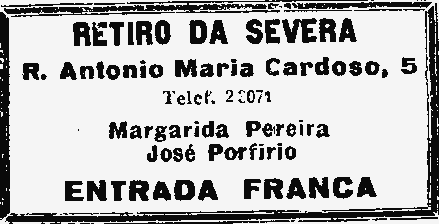 RETIRO DA SEVERA
R. Antonio Maria Cardoso, 5
Telef.
Margarida Pereira
José Porfirio
ENTRADA FRANCA